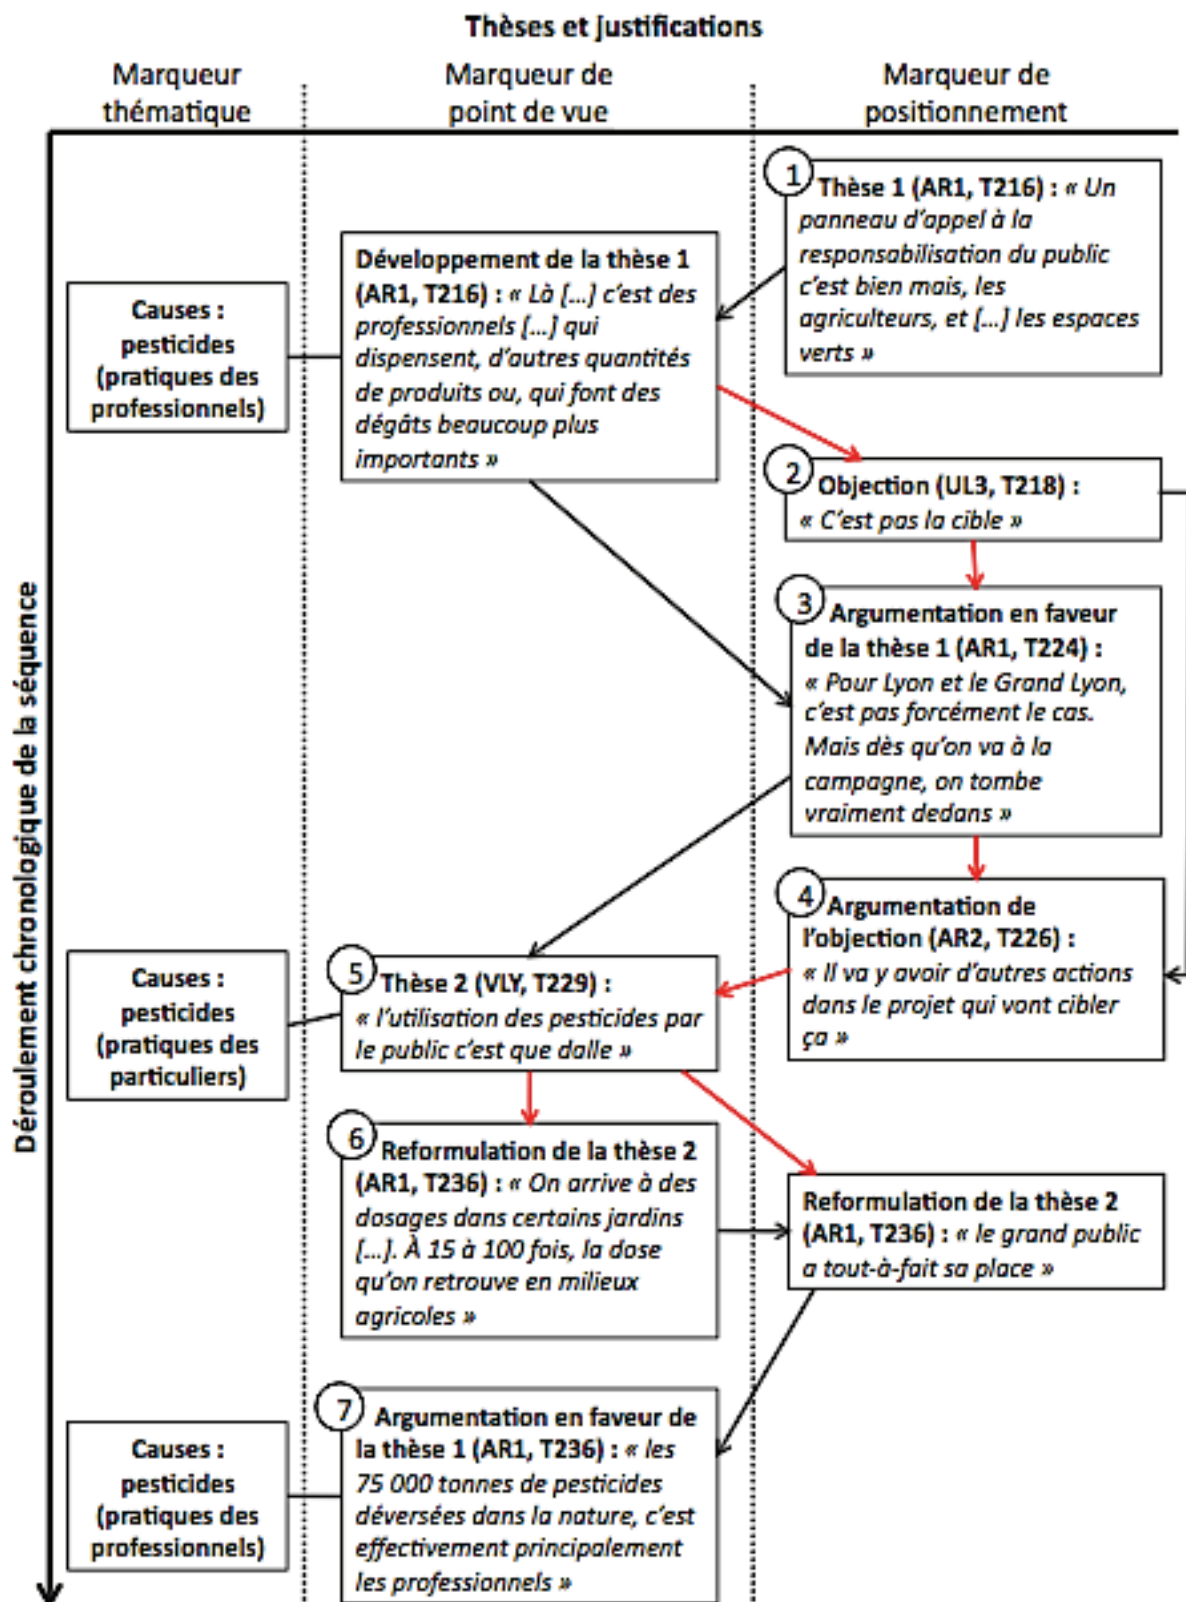 Thèses et justifications
Marqueur
thématique
Marqueur de
point de vue
Marqueur de
positionnement
Déroulement chronologique de la séquence
1
Thèse 1 (AR1, T216) : « Un
panneau d'appel à la
responsabilisation du public
c'est bien mais, les
agriculteurs, et […] les espaces
verts »
Développement de la thèse 1
(AR1, T216) : « Là […] c'est des
professionnels […] qui
dispensent, d'autres quantités
de produits ou, qui font des
dégâts beaucoup plus
importants »
Causes :
pesticides
(pratiques des
professionnels)
2
Objection (UL3, T218) :
« C'est pas la cible »
3
Argumentation en faveur
de la thèse 1 (AR1, T224) :
« Pour Lyon et le Grand Lyon,
c'est pas forcément le cas.
Mais dès qu'on va à la
campagne, on tombe
vraiment dedans »
4
Argumentation de
l'objection (AR2, T226) :
« Il va y avoir d'autres actions
dans le projet qui vont cibler
ça »
5
Thèse 2 (VLY, T229) :
« l'utilisation des pesticides par
le public c'est que dalle »
Causes :
pesticides
(pratiques des
particuliers)
6
Reformulation de la thèse 2
(AR1, T236) : « On arrive à des
dosages dans certains jardins
[…]. À 15 à 100 fois, la dose
qu'on retrouve en milieux
agricoles »
Reformulation de la thèse 2
(AR1, T236) : « le grand public
a tout-à-fait sa place »
7
Argumentation en faveur de
la thèse 1 (AR1, T236) : « les
75 000 tonnes de pesticides
déversées dans la nature, c'est
effectivement principalement
les professionnels »
Causes :
pesticides
(pratiques des
professionnels)